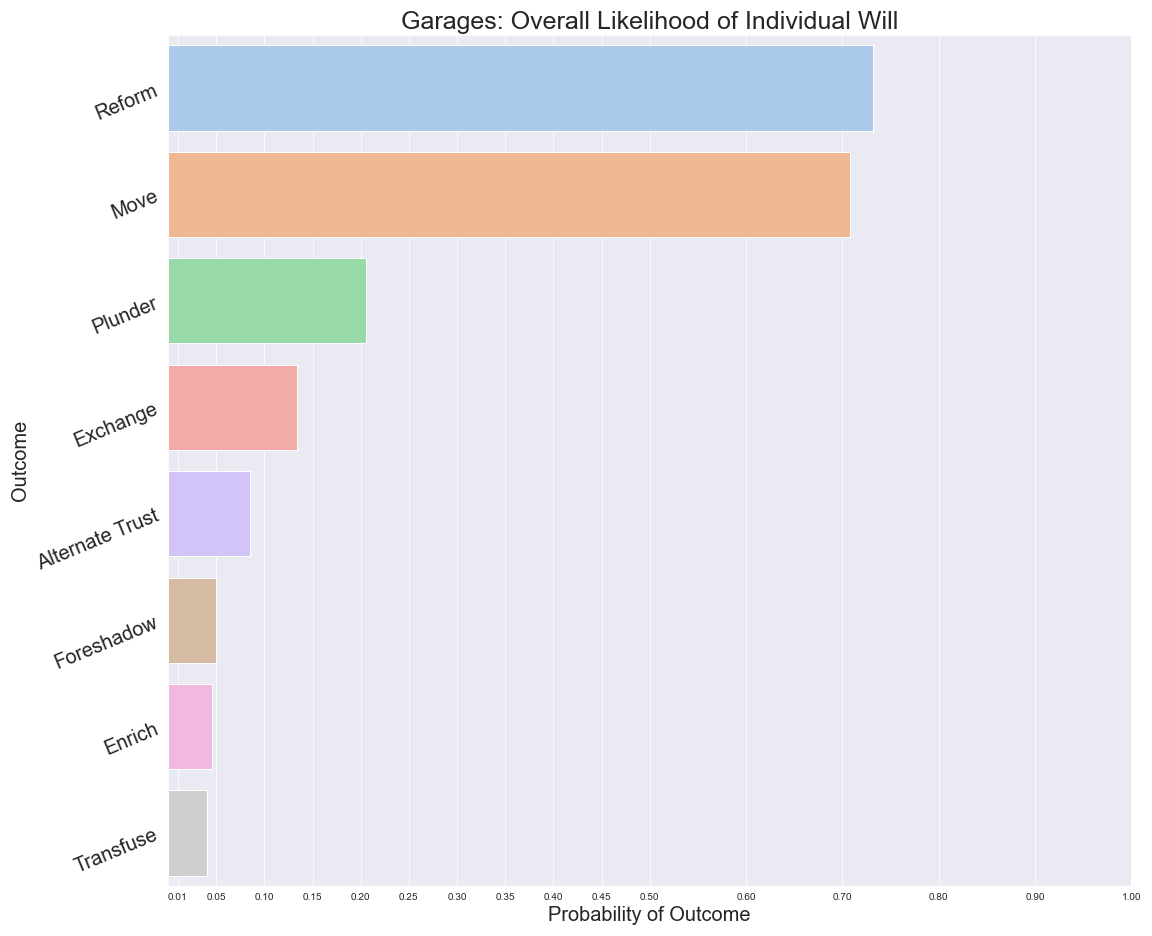 Garages: Overall Likelihood of Individual Will
Outcome
Reform
Move
Plunder
Exchange
Alternate Trust
Foreshadow
Enrich
Transfuse
0.01 0.05 0.10 0.15 0.20 0.25 0.30 0.35 0.40 0.45 0.50 0.60 0.70 0.80 0.90 1.00
Probability of Outcome